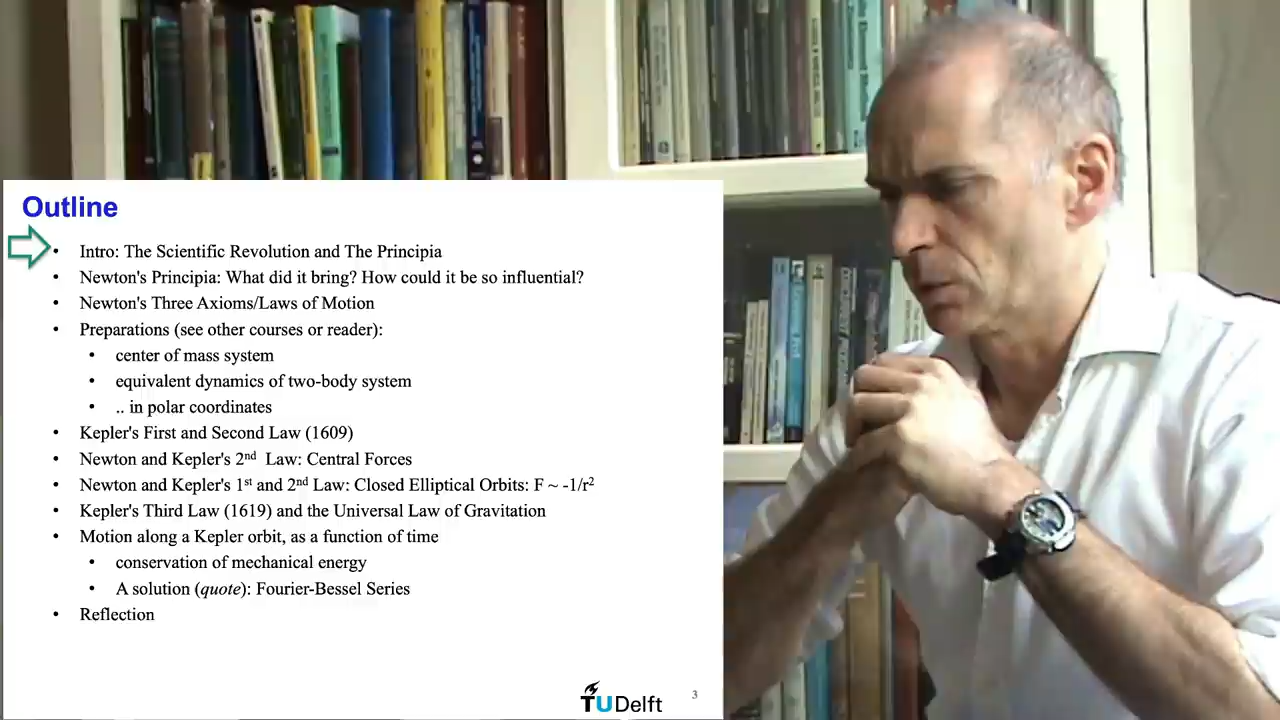 Outline
• Intro: The Scientific Revolution and The Principia
• Newton's Principia: What did it bring? How could it be so influential?
• Newton's Three Axioms/Laws of Motion
• Preparations (see other courses or reader):
• center of mass system
• equivalent dynamics of two-body system
• .. in polar coordinates
• Kepler's First and Second Law (1609)
• Newton and Kepler's 2nd Law: Central Forces
• Newton and Kepler's 1st and 2nd Law: Closed Elliptical Orbits: F ~ -1/r²
• Kepler's Third Law (1619) and the Universal Law of Gravitation
• Motion along a Kepler orbit, as a function of time
• conservation of mechanical energy
• A solution (quote): Fourier-Bessel Series
• Reflection
TUDelft
3